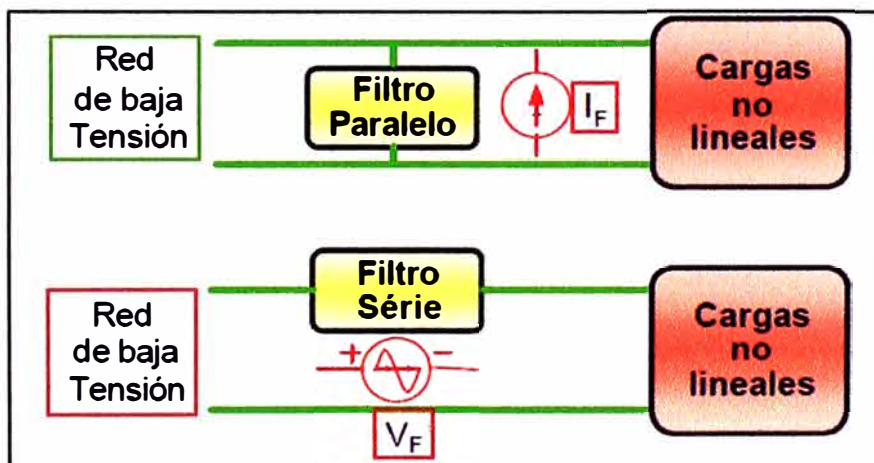 Red
de baja
Tensión
Filtro
Paralelo
I_F
Cargas
no
lineales
Red
de baja
Tensión
Filtro
Série
+ −
V_F
Cargas
no
lineales